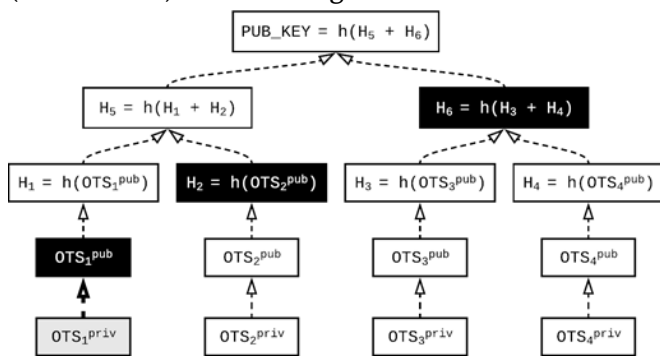 PUB_KEY = h(H₅ + H₆)
H₅ = h(H₁ + H₂)
H₆ = h(H₃ + H₄)
H₁ = h(OTS₁ᵖᵘᵇ)
H₂ = h(OTS₂ᵖᵘᵇ)
H₃ = h(OTS₃ᵖᵘᵇ)
H₄ = h(OTS₄ᵖᵘᵇ)
OTS₁ᵖᵘᵇ
OTS₂ᵖᵘᵇ
OTS₃ᵖᵘᵇ
OTS₄ᵖᵘᵇ
OTS₁ᵖʳⁱᵛ
OTS₂ᵖʳⁱᵛ
OTS₃ᵖʳⁱᵛ
OTS₄ᵖʳⁱᵛ